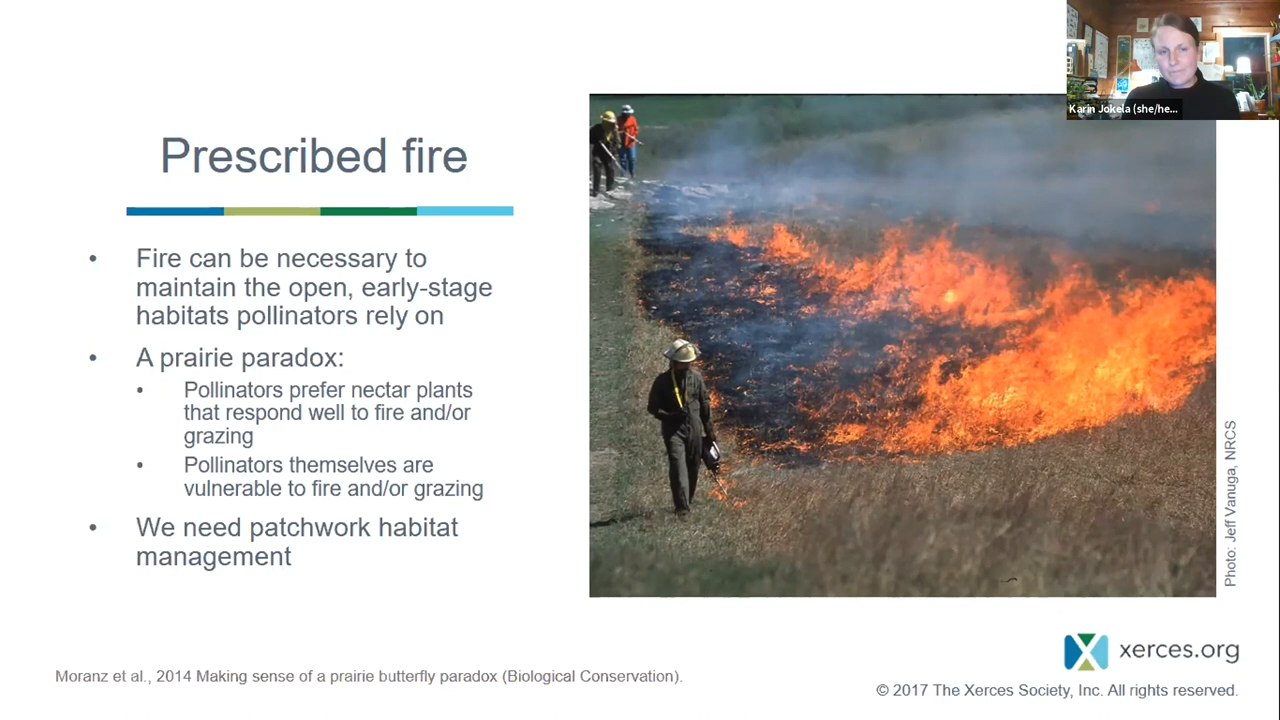 Karin Jokela (she/he...
Prescribed fire
• Fire can be necessary to
maintain the open, early-stage
habitats pollinators rely on
• A prairie paradox:
• Pollinators prefer nectar plants
that respond well to fire and/or
grazing
• Pollinators themselves are
vulnerable to fire and/or grazing
• We need patchwork habitat
management
Photo: Jeff Vanuga, NRCS
xerces.org
Moranz et al., 2014 Making sense of a prairie butterfly paradox (Biological Conservation).
© 2017 The Xerces Society, Inc. All rights reserved.